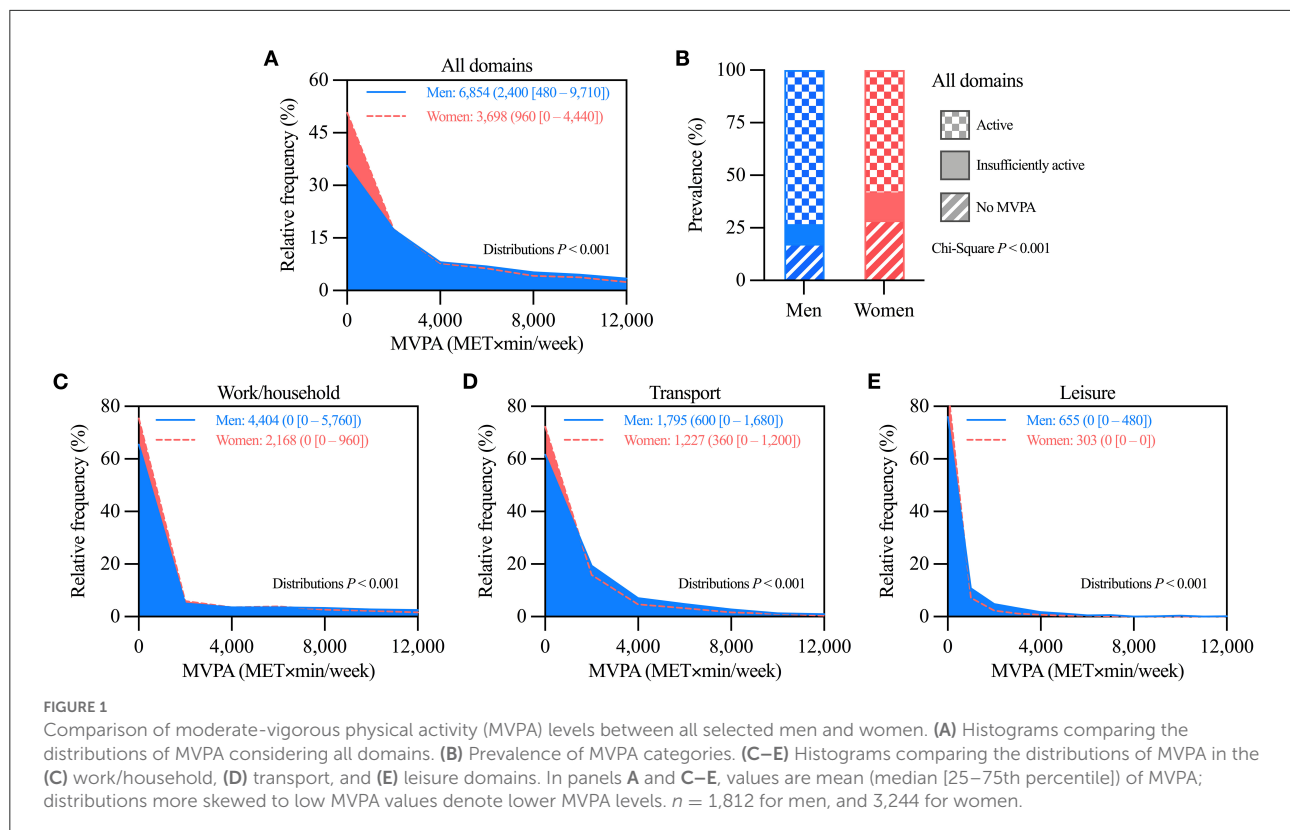 A
All domains
Men: 6,854 (2,400 [480 – 9,710])
Women: 3,698 (960 [0 – 4,440])
Relative frequency (%)
60
45
30
15
0
Distributions P < 0.001
0
4,000
8,000
12,000
MVPA (MET×min/week)
B
Prevalence (%)
100
75
50
25
0
Men
Women
All domains
Active
Insufficiently active
No MVPA
Chi-Square P < 0.001
C
Work/household
Men: 4,404 (0 [0 – 5,760])
Women: 2,168 (0 [0 – 960])
Relative frequency (%)
80
60
40
20
0
Distributions P < 0.001
0
4,000
8,000
12,000
MVPA (MET×min/week)
D
Transport
Men: 1,795 (600 [0 – 1,680])
Women: 1,227 (360 [0 – 1,200])
Relative frequency (%)
80
60
40
20
0
Distributions P < 0.001
0
4,000
8,000
12,000
MVPA (MET×min/week)
E
Leisure
Men: 655 (0 [0 – 480])
Women: 303 (0 [0 – 0])
Relative frequency (%)
80
60
40
20
0
Distributions P < 0.001
0
4,000
8,000
12,000
MVPA (MET×min/week)
FIGURE 1
Comparison of moderate-vigorous physical activity (MVPA) levels between all selected men and women. (A) Histograms comparing the
distributions of MVPA considering all domains. (B) Prevalence of MVPA categories. (C–E) Histograms comparing the distributions of MVPA in the
(C) work/household, (D) transport, and (E) leisure domains. In panels A and C–E, values are mean (median [25–75th percentile]) of MVPA;
distributions more skewed to low MVPA values denote lower MVPA levels. n = 1,812 for men, and 3,244 for women.